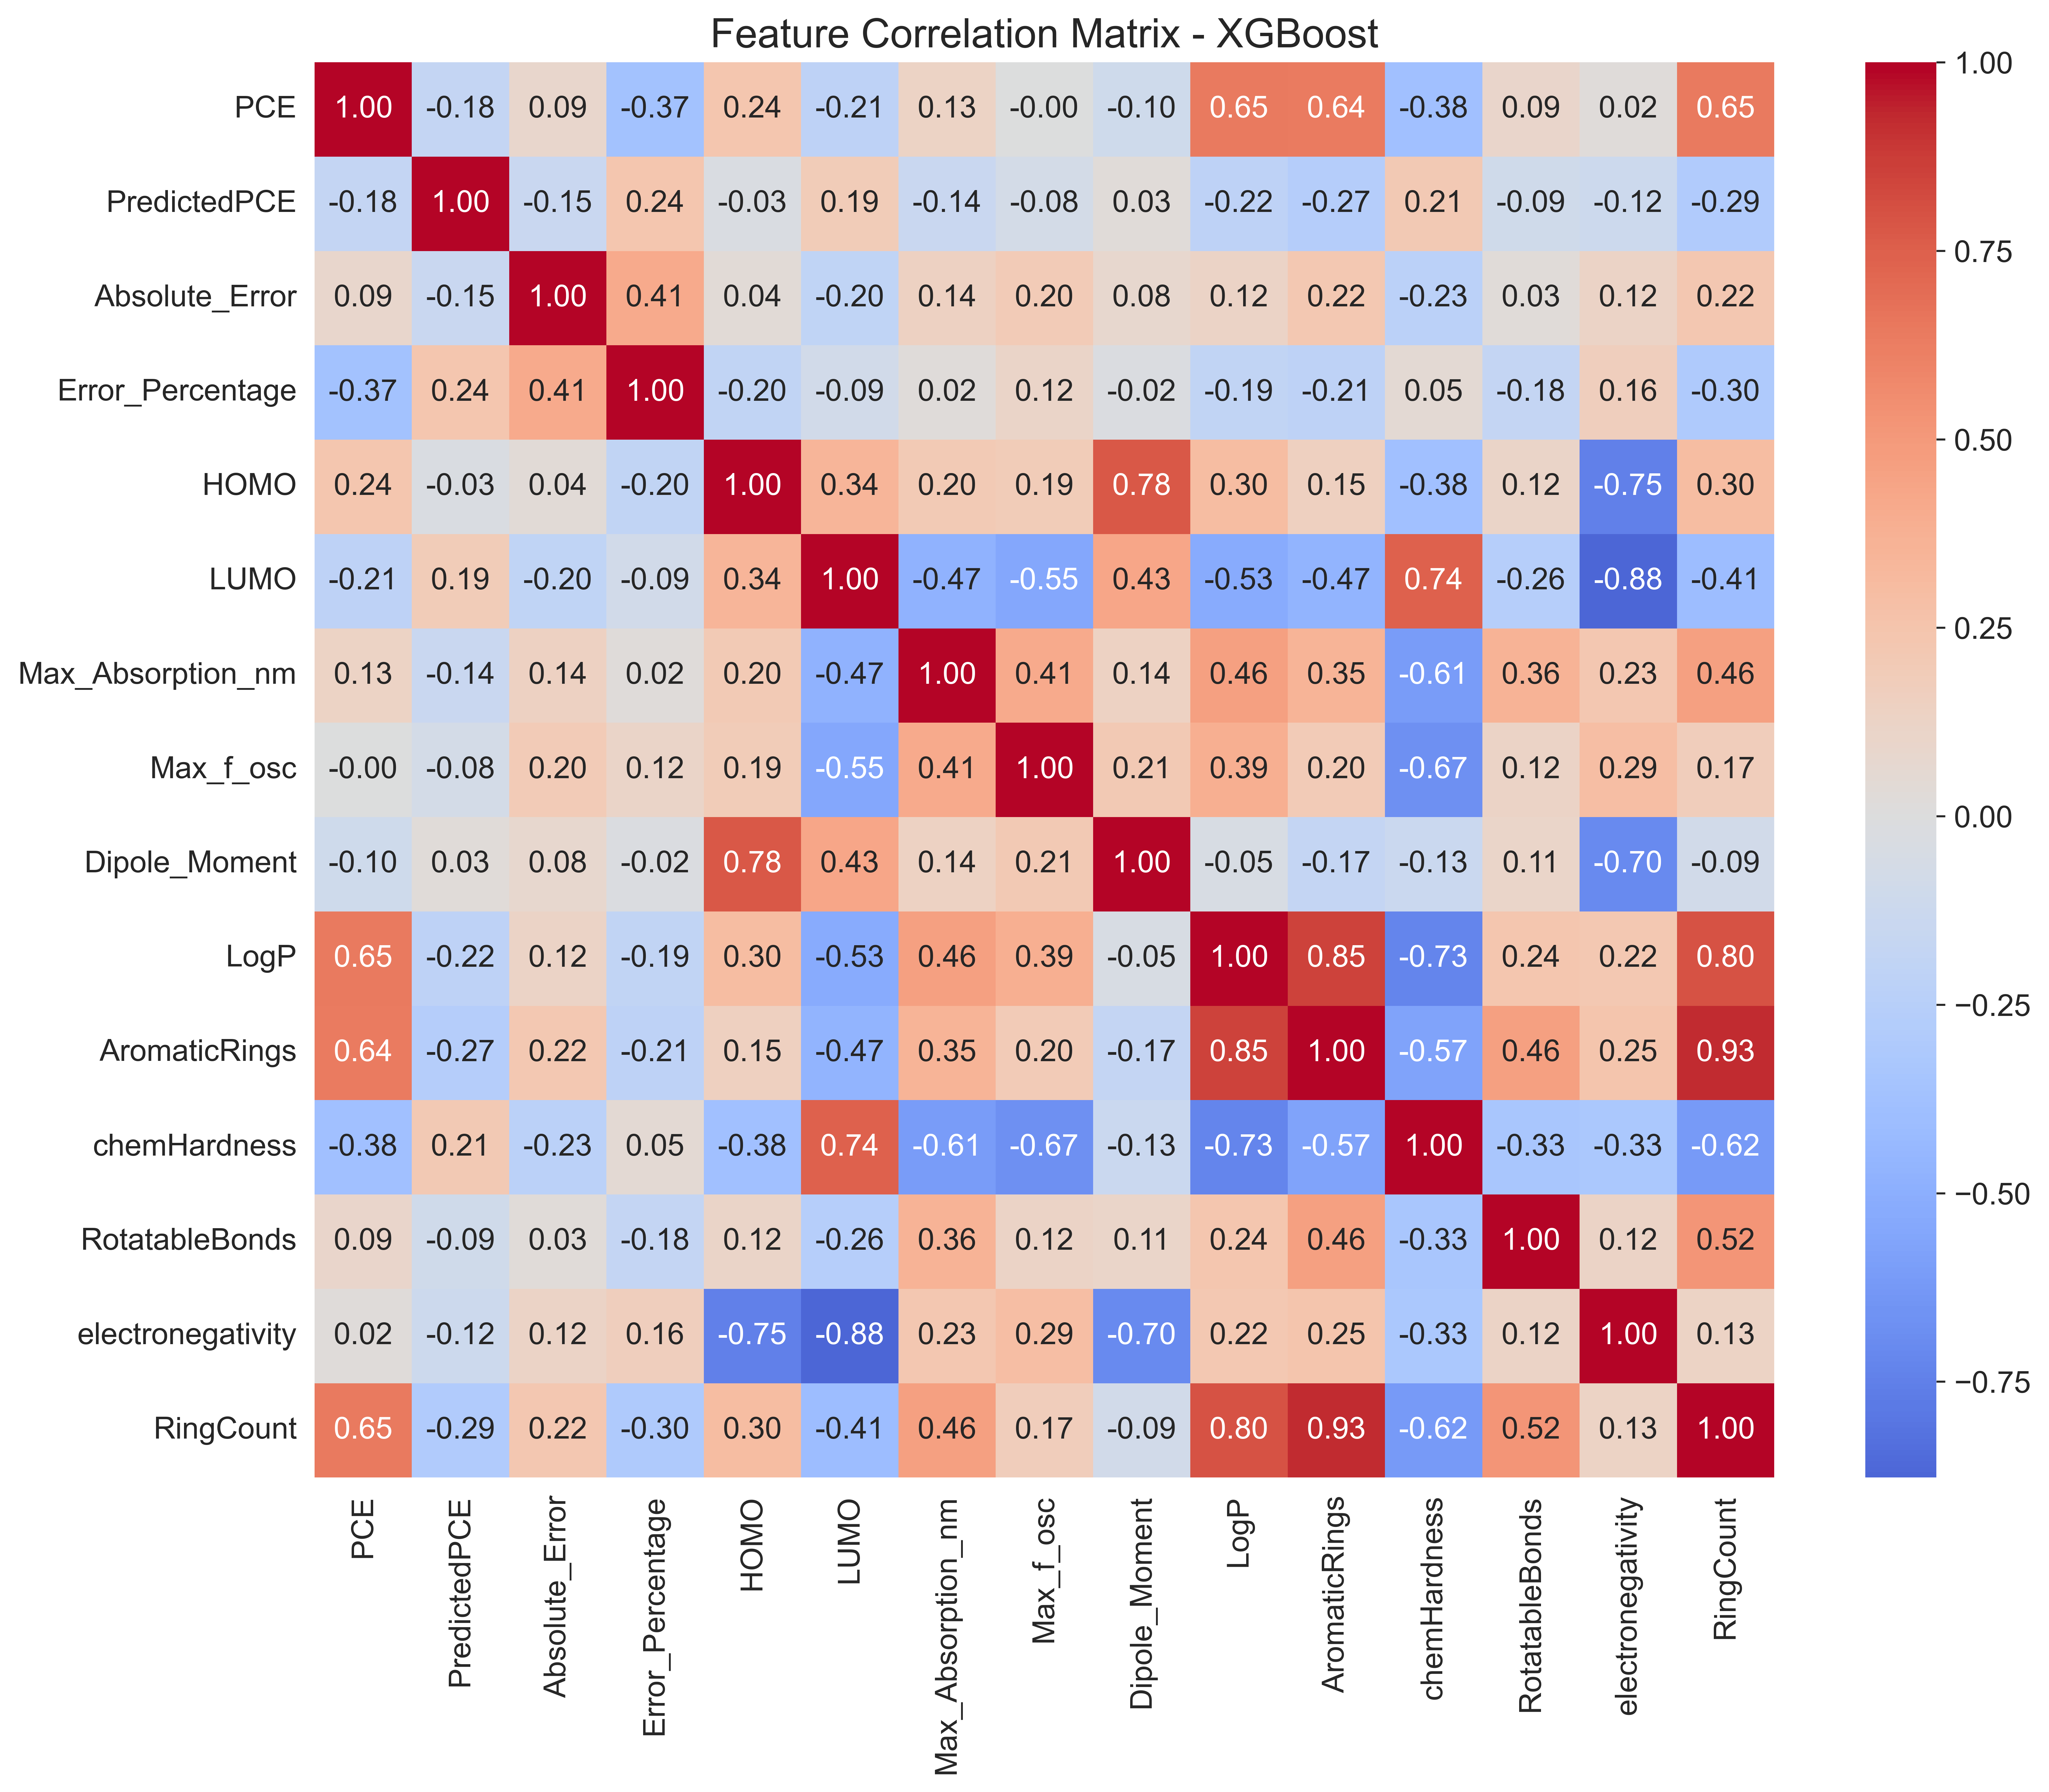 Feature Correlation Matrix - XGBoost
PCE 1.00 -0.18 0.09 -0.37 0.24 -0.21 0.13 -0.00 -0.10 0.65 0.64 -0.38 0.09 0.02 0.65
PredictedPCE -0.18 1.00 -0.15 0.24 -0.03 0.19 -0.14 -0.08 0.03 -0.22 -0.27 0.21 -0.09 -0.12 -0.29
Absolute_Error 0.09 -0.15 1.00 0.41 0.04 -0.20 0.14 0.20 0.08 0.12 0.22 -0.23 0.03 0.12 0.22
Error_Percentage -0.37 0.24 0.41 1.00 -0.20 -0.09 0.02 0.12 -0.02 -0.19 -0.21 0.05 -0.18 0.16 -0.30
HOMO 0.24 -0.03 0.04 -0.20 1.00 0.34 0.20 0.19 0.78 0.30 0.15 -0.38 0.12 -0.75 0.30
LUMO -0.21 0.19 -0.20 -0.09 0.34 1.00 -0.47 -0.55 0.43 -0.53 -0.47 0.74 -0.26 -0.88 -0.41
Max_Absorption_nm 0.13 -0.14 0.14 0.02 0.20 -0.47 1.00 0.41 0.14 0.46 0.35 -0.61 0.36 0.23 0.46
Max_f_osc -0.00 -0.08 0.20 0.12 0.19 -0.55 0.41 1.00 0.21 0.39 0.20 -0.67 0.12 0.29 0.17
Dipole_Moment -0.10 0.03 0.08 -0.02 0.78 0.43 0.14 0.21 1.00 -0.05 -0.17 -0.13 0.11 -0.70 -0.09
LogP 0.65 -0.22 0.12 -0.19 0.30 -0.53 0.46 0.39 -0.05 1.00 0.85 -0.73 0.24 0.22 0.80
AromaticRings 0.64 -0.27 0.22 -0.21 0.15 -0.47 0.35 0.20 -0.17 0.85 1.00 -0.57 0.46 0.25 0.93
chemHardness -0.38 0.21 -0.23 0.05 -0.38 0.74 -0.61 -0.67 -0.13 -0.73 -0.57 1.00 -0.33 -0.33 -0.62
RotatableBonds 0.09 -0.09 0.03 -0.18 0.12 -0.26 0.36 0.12 0.11 0.24 0.46 -0.33 1.00 0.12 0.52
electronegativity 0.02 -0.12 0.12 0.16 -0.75 -0.88 0.23 0.29 -0.70 0.22 0.25 -0.33 0.12 1.00 0.13
RingCount 0.65 -0.29 0.22 -0.30 0.30 -0.41 0.46 0.17 -0.09 0.80 0.93 -0.62 0.52 0.13 1.00
PCE
PredictedPCE
Absolute_Error
Error_Percentage
HOMO
LUMO
Max_Absorption_nm
Max_f_osc
Dipole_Moment
LogP
AromaticRings
chemHardness
RotatableBonds
electronegativity
RingCount
1.00
0.75
0.50
0.25
0.00
−0.25
−0.50
−0.75